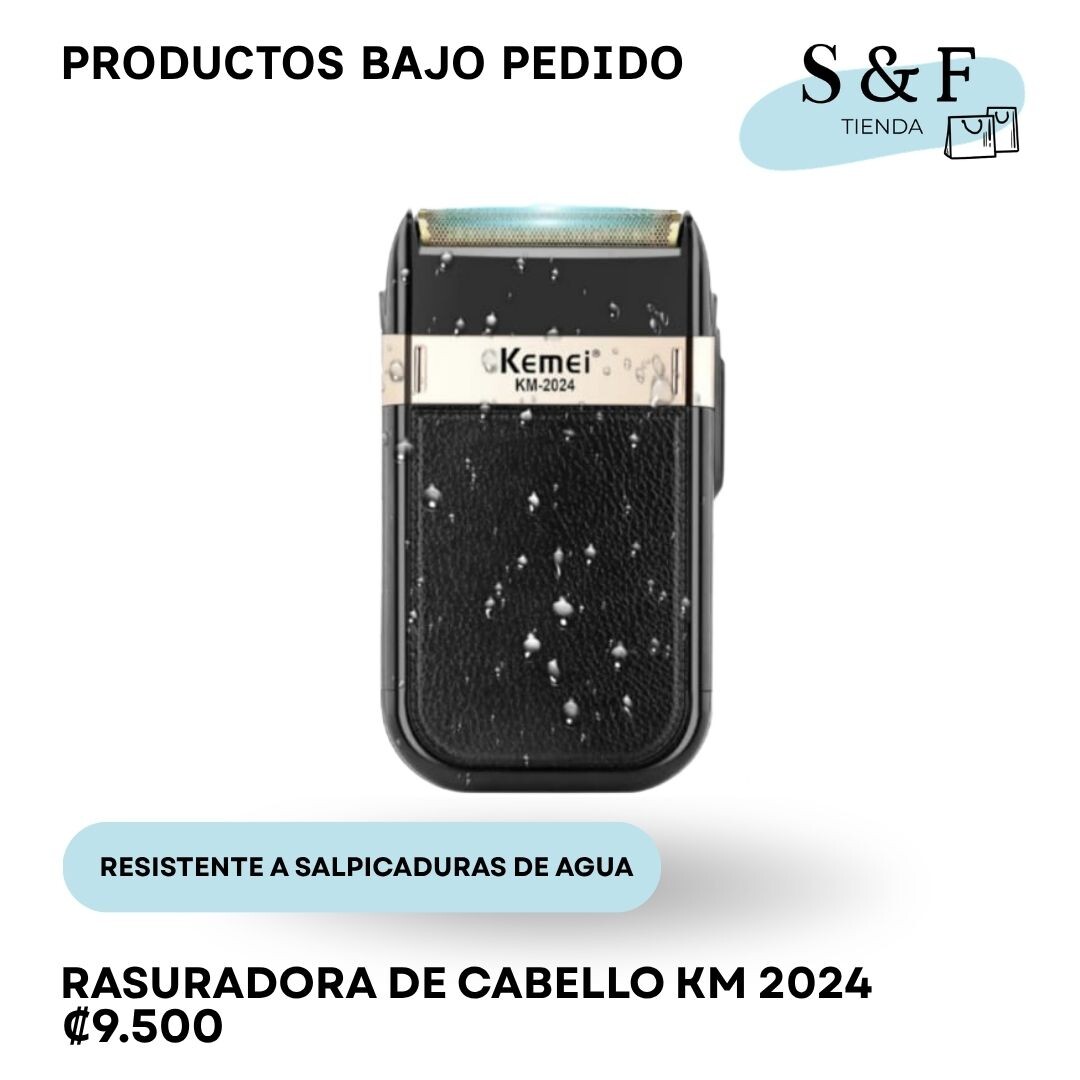 PRODUCTOS BAJO PEDIDO
S & F
TIENDA
Kemei®
KM-2024
RESISTENTE A SALPICADURAS DE AGUA
RASURADORA DE CABELLO KM 2024
₡9.500